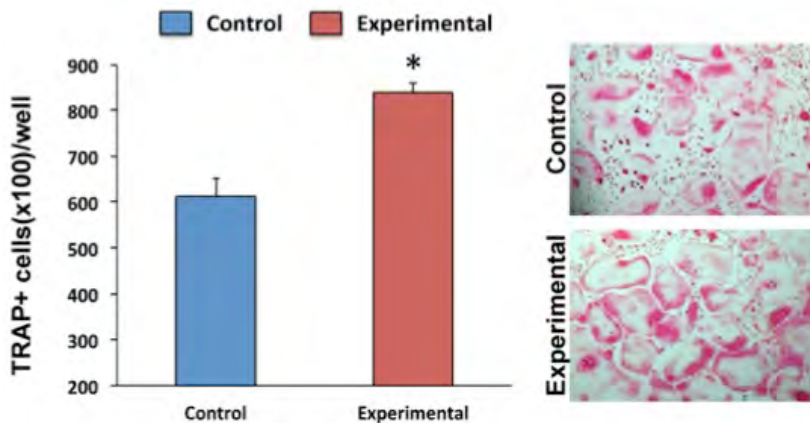 Control Experimental
TRAP+ cells(x100)/well
900
800
700
600
500
400
300
200
*
Control Experimental
Control
Experimental